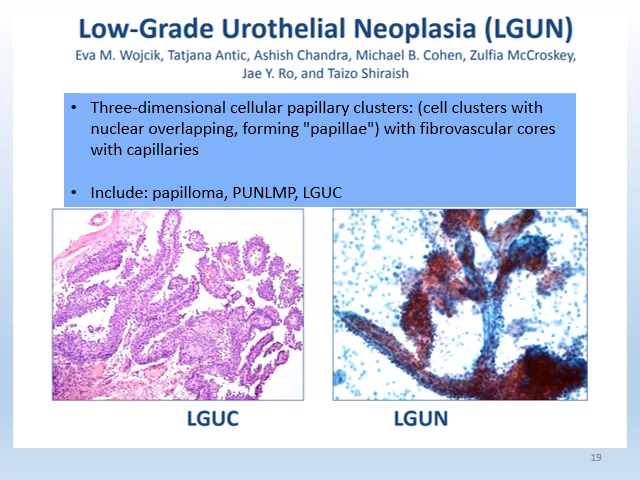 Low-Grade Urothelial Neoplasia (LGUN)
Eva M. Wojcik, Tatjana Antic, Ashish Chandra, Michael B. Cohen, Zulfia McCroskey,
Jae Y. Ro, and Taizo Shiraish
• Three-dimensional cellular papillary clusters: (cell clusters with
nuclear overlapping, forming "papillae") with fibrovascular cores
with capillaries
• Include: papilloma, PUNLMP, LGUC
LGUC
LGUN
19